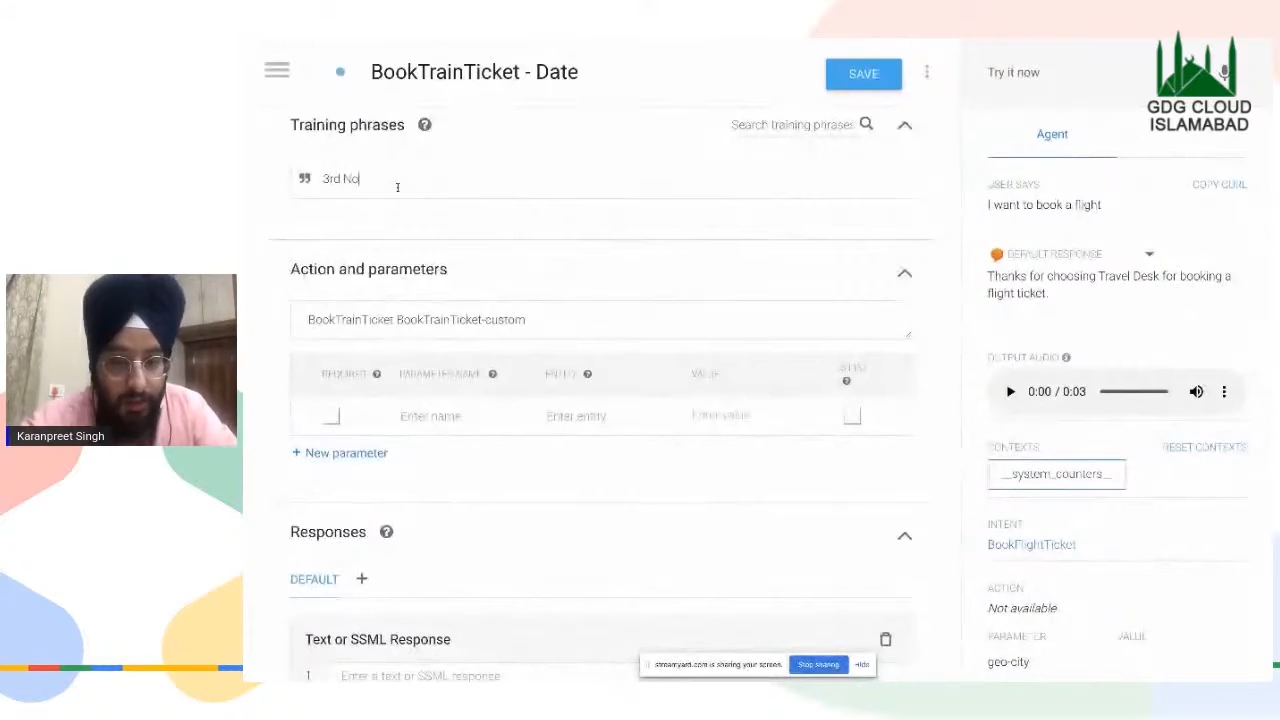 BookTrainTicket - Date
SAVE
Try it now
GDG CLOUD
ISLAMABAD
Training phrases
Search training phrases
Agent
3rd No
USER SAYS
COPY CURL
I want to book a flight
DEFAULT RESPONSE
Thanks for choosing Travel Desk for booking a
flight ticket.
Action and parameters
BookTrainTicket.BookTrainTicket-custom
OUTPUT AUDIO
0:00 / 0:03
REQUIRED PARAMETER NAME ENTITY VALUE IS LIST
Enter name Enter entity Enter value
+ New parameter
CONTEXTS
RESET CONTEXTS
__system_counters__
Karanpreet Singh
INTENT
BookFlightTicket
Responses
DEFAULT +
ACTION
Not available
PARAMETER VALUE
geo-city
Text or SSML Response
streamyard.com is sharing your screen. Stop sharing Hide
1 Enter a text or SSML response